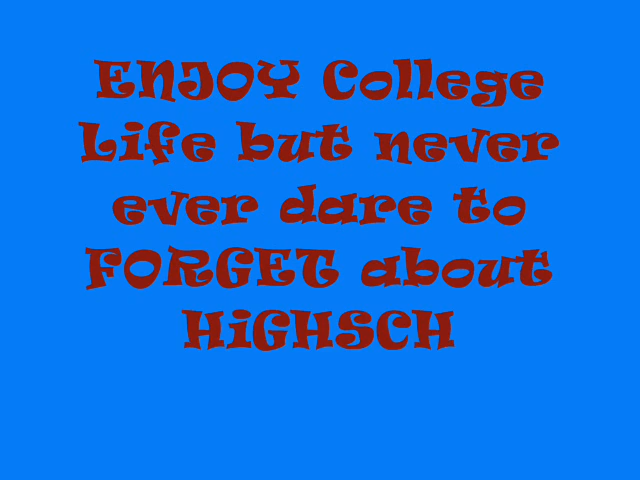 ENJOY College
Life but never
ever dare to
FORGET about
HiGHSCH